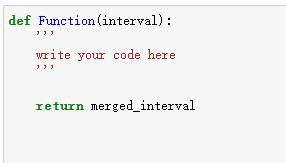 def Function(interval):
'''
write your code here
'''
return merged_interval